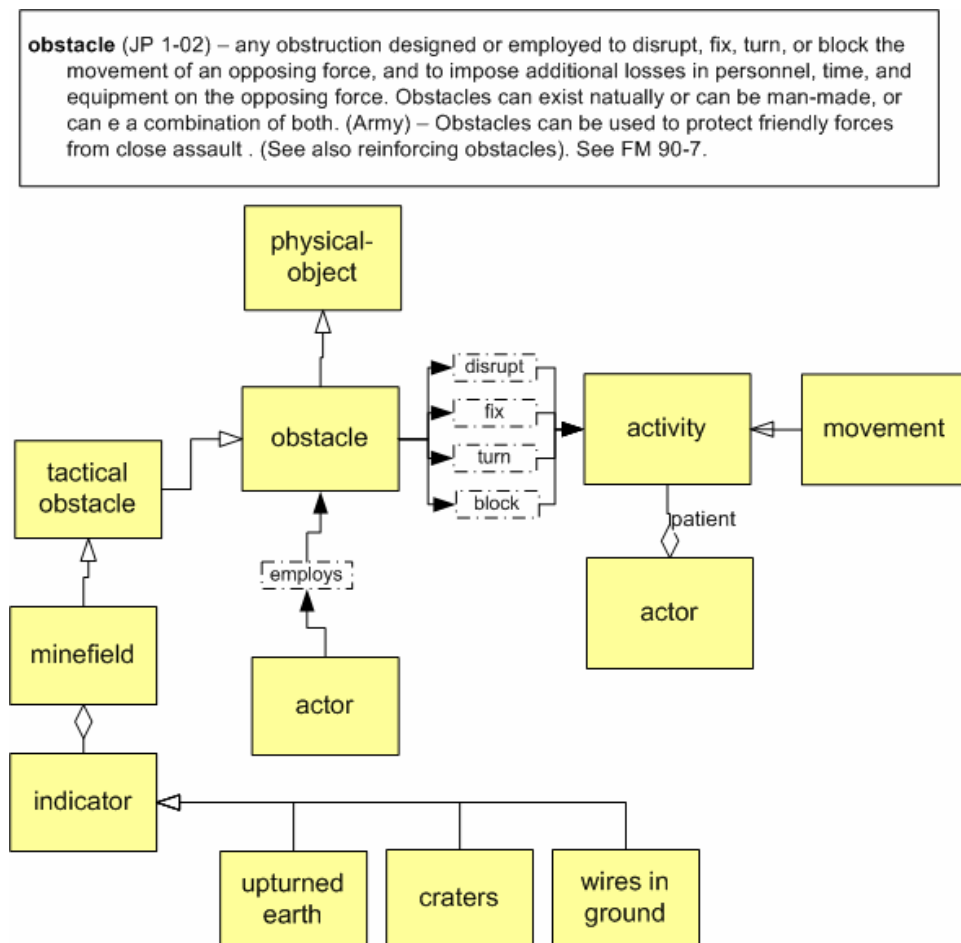 obstacle (JP 1-02) – any obstruction designed or employed to disrupt, fix, turn, or block the
movement of an opposing force, and to impose additional losses in personnel, time, and
equipment on the opposing force. Obstacles can exist natually or can be man-made, or
can e a combination of both. (Army) – Obstacles can be used to protect friendly forces
from close assault . (See also reinforcing obstacles). See FM 90-7.
physical-
object
disrupt
fix
turn
block
obstacle
activity
movement
tactical
obstacle
patient
employs
actor
minefield
actor
indicator
upturned
earth
craters
wires in
ground